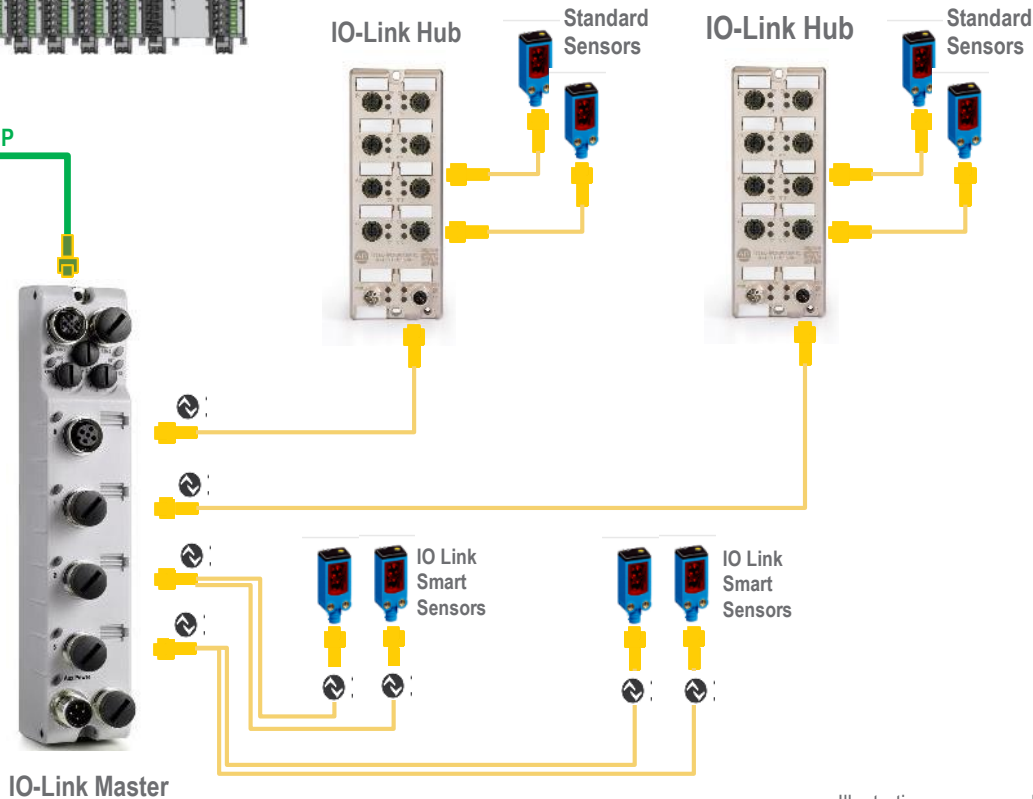 IO-Link Hub
Standard
Sensors
IO-Link Hub
Standard
Sensors
P
IO Link
Smart
Sensors
IO Link
Smart
Sensors
IO-Link Master